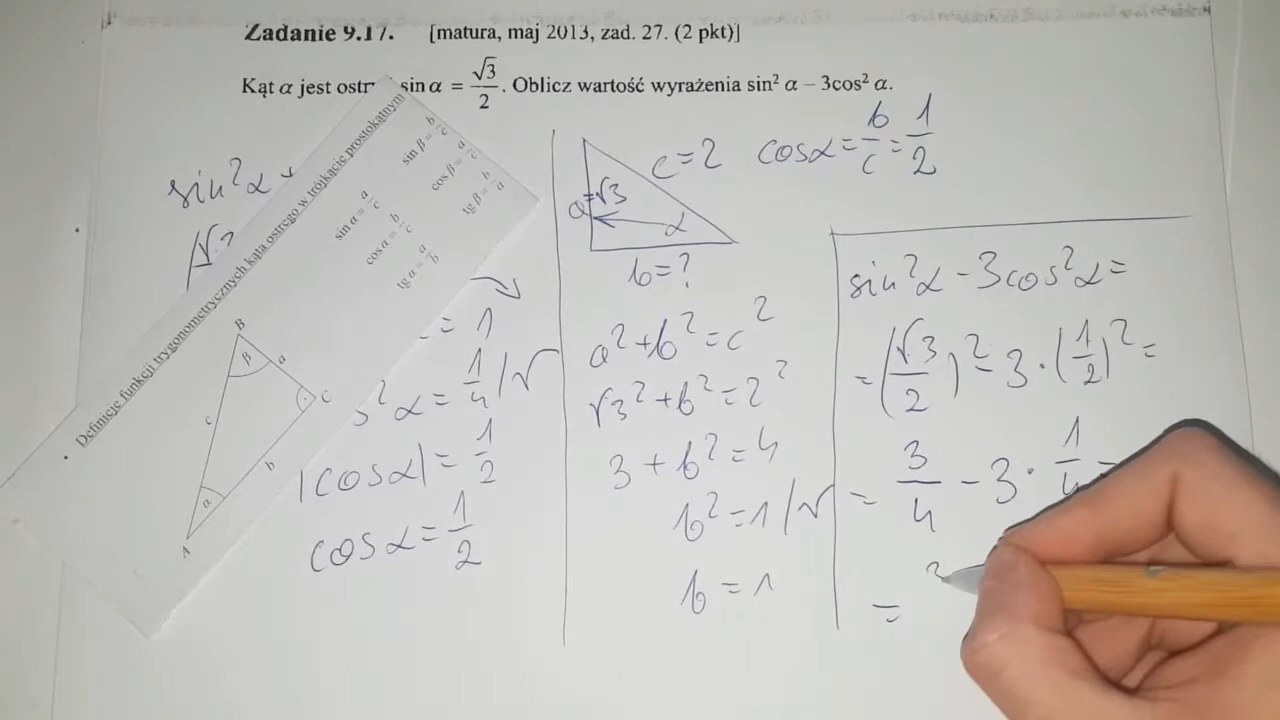 Zadanie 9.17. [matura, maj 2013, zad. 27. (2 pkt)]
Kąt α jest ostr sin α = √3/2. Oblicz wartość wyrażenia sin² α – 3cos² α.
sin²α +
= 1
s²α = 1/4 /√
|cosα| = 1/2
cosα = 1/2
Definicje funkcji trygonometrycznych kąta ostrego w trójkącie prostokątnym
sin α = a/c sin β = b/c
cos α = b/c cos β = a/c
tg α = a/b tg β = b/a
B
β
a
c
C
b
α
A
a=√3
c=2
α
b=?
cosα = b/c = 1/2
a²+b²=c²
√3²+b²=2²
3+b²=4
b²=1 /√
b=1
sin²α-3cos²α=
=(√3/2)²-3·(1/2)²=
=3/4-3·1/4=
=